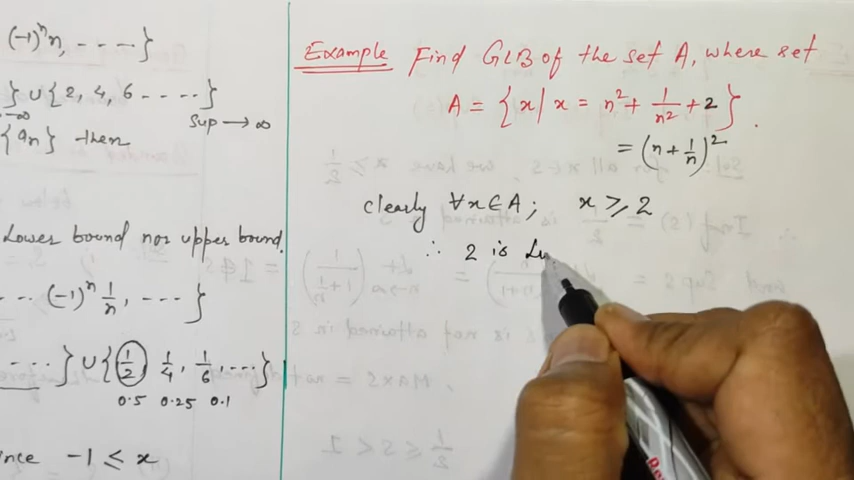 (-1)ⁿn, - - - - }
} ∪ {2, 4, 6 - - - - }
-∞ Sup → ∞
{aₙ} then
Lower bound nor upper bound.
- - (-1)ⁿ 1/n, - - - }
- - - } ∪ { 1/2, 1/4, 1/6, - - - }
0.5 0.25 0.1
ince -1 ≤ x
Example Find GLB of the set A, where set
A = { x | x = n² + 1/n² + 2 } .
= (n + 1/n)²
clearly ∀x ∈ A; x ≥ 2
∴ 2 is